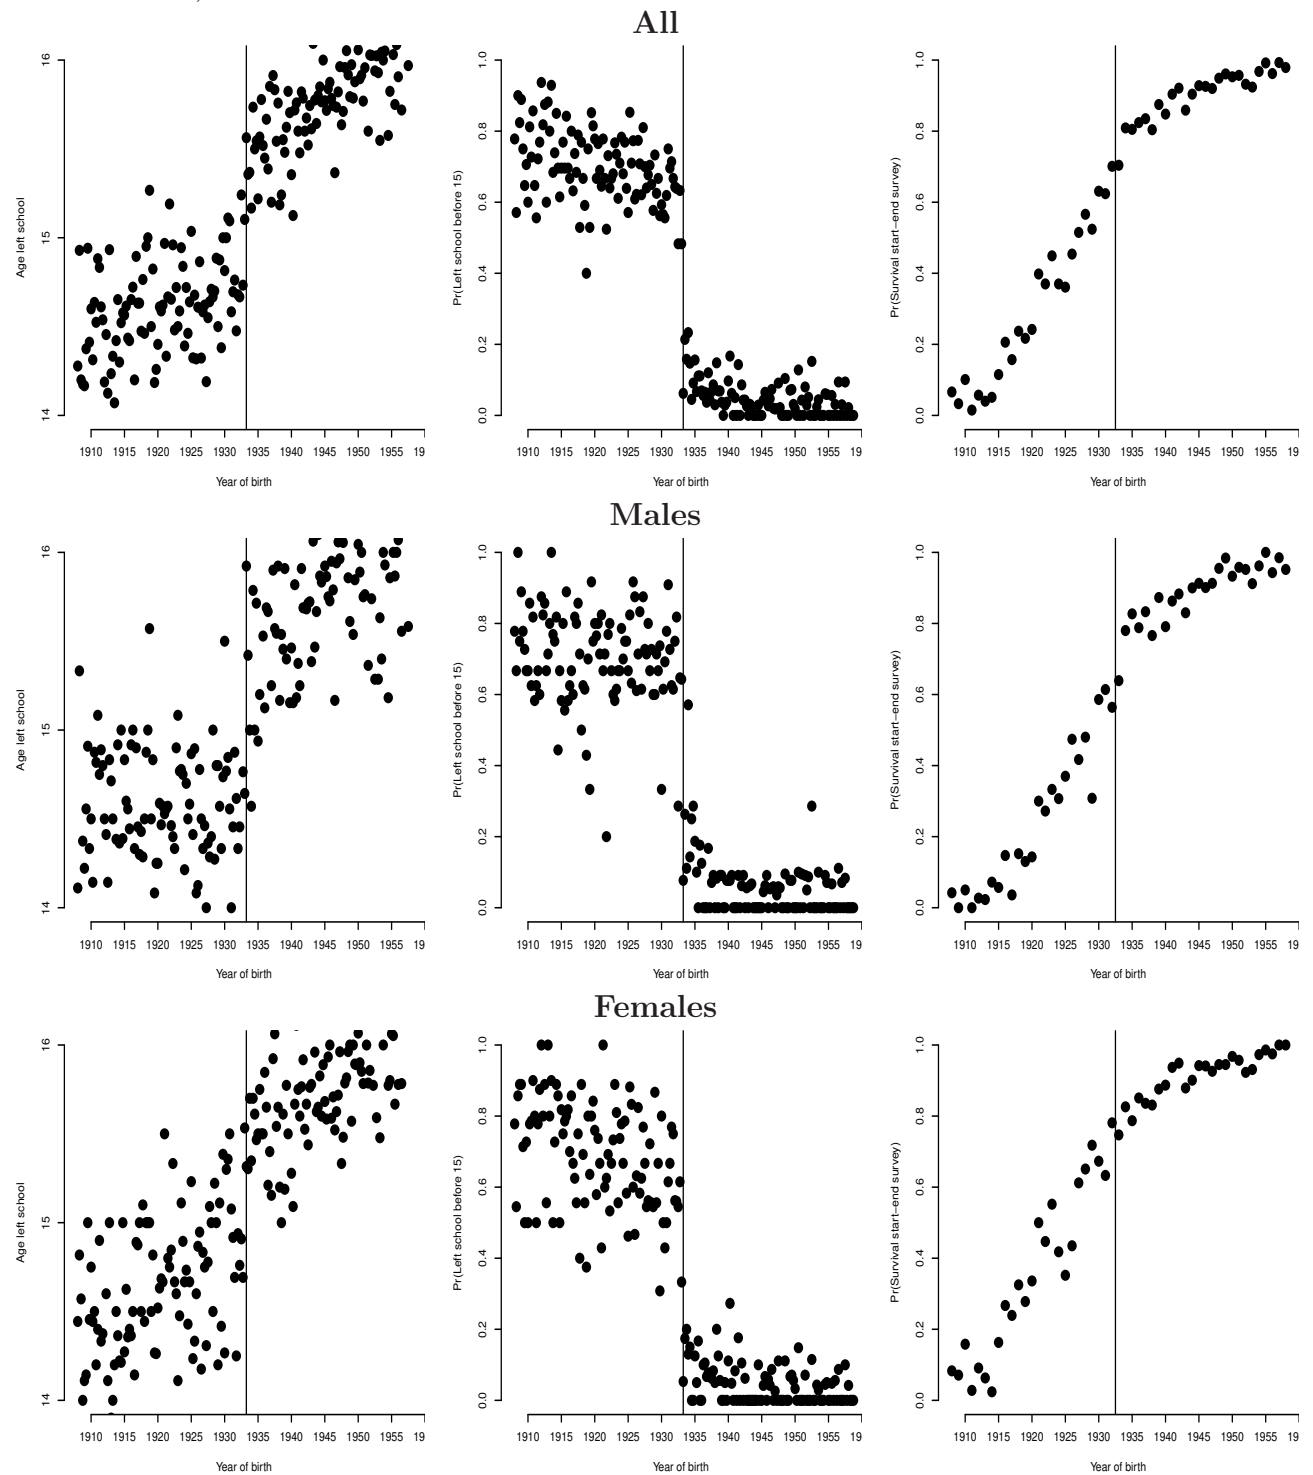 All
Age left school
14 15 16
1910 1915 1920 1925 1930 1935 1940 1945 1950 1955 19
Year of birth
Pr(Left school before 15)
0.0 0.2 0.4 0.6 0.8 1.0
1910 1915 1920 1925 1930 1935 1940 1945 1950 1955 19
Year of birth
Pr(Survival start−end survey)
0.0 0.2 0.4 0.6 0.8 1.0
1910 1915 1920 1925 1930 1935 1940 1945 1950 1955 19
Year of birth
Males
Age left school
14 15 16
1910 1915 1920 1925 1930 1935 1940 1945 1950 1955 19
Year of birth
Pr(Left school before 15)
0.0 0.2 0.4 0.6 0.8 1.0
1910 1915 1920 1925 1930 1935 1940 1945 1950 1955 19
Year of birth
Pr(Survival start−end survey)
0.0 0.2 0.4 0.6 0.8 1.0
1910 1915 1920 1925 1930 1935 1940 1945 1950 1955 19
Year of birth
Females
Age left school
14 15 16
1910 1915 1920 1925 1930 1935 1940 1945 1950 1955 19
Year of birth
Pr(Left school before 15)
0.0 0.2 0.4 0.6 0.8 1.0
1910 1915 1920 1925 1930 1935 1940 1945 1950 1955 19
Year of birth
Pr(Survival start−end survey)
0.0 0.2 0.4 0.6 0.8 1.0
1910 1915 1920 1925 1930 1935 1940 1945 1950 1955 19
Year of birth